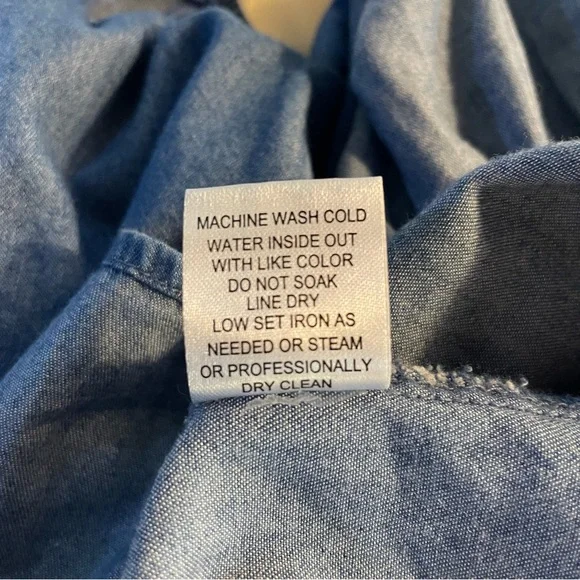 MACHINE WASH COLD
WATER INSIDE OUT
WITH LIKE COLOR
DO NOT SOAK
LINE DRY
LOW SET IRON AS
NEEDED OR STEAM
OR PROFESSIONALLY
DRY CLEAN